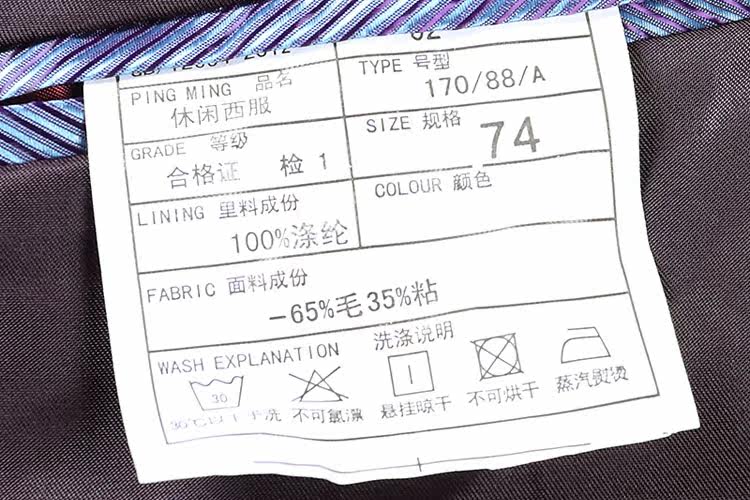 PING MING 品名
休闲西服
TYPE 号型
170/88/A
GRADE 等级
合格证 检 1
SIZE 规格
74
LINING 里料成份
100%涤纶
COLOUR 颜色
FABRIC 面料成份
-65%毛 35%粘
WASH EXPLANATION 洗涤说明
30
不可氯漂
悬挂晾干
不可烘干
蒸汽熨烫